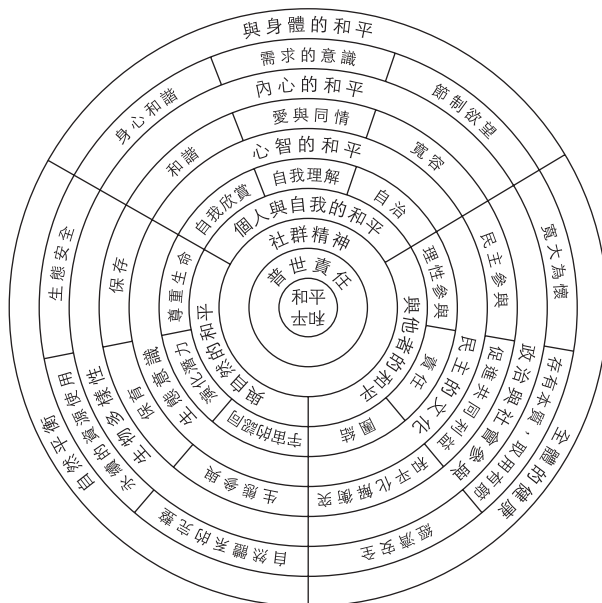 與身體的和平
需求的意識
身心和諧
節制欲望
內心的和平
愛與同情
和諧
寬容
心智的和平
自我理解
自我欣賞
自治
個人與自我的和平
社群精神
普世責任
和平
和平
與他者的和平
理性參與
責任
團結
民主的文化
民主參與
促進共同利益
和平化解衝突
政治與社會參與
寬大為懷
存有本質，取用有節
經濟安全
全體的健康
與自然的和平
尊重生命
演化潛力
宇宙的認同
生態意識
保存
保育
生態參與
生物多樣性
生態安全
永續的資源使用
自然體系的完整
自然平衡